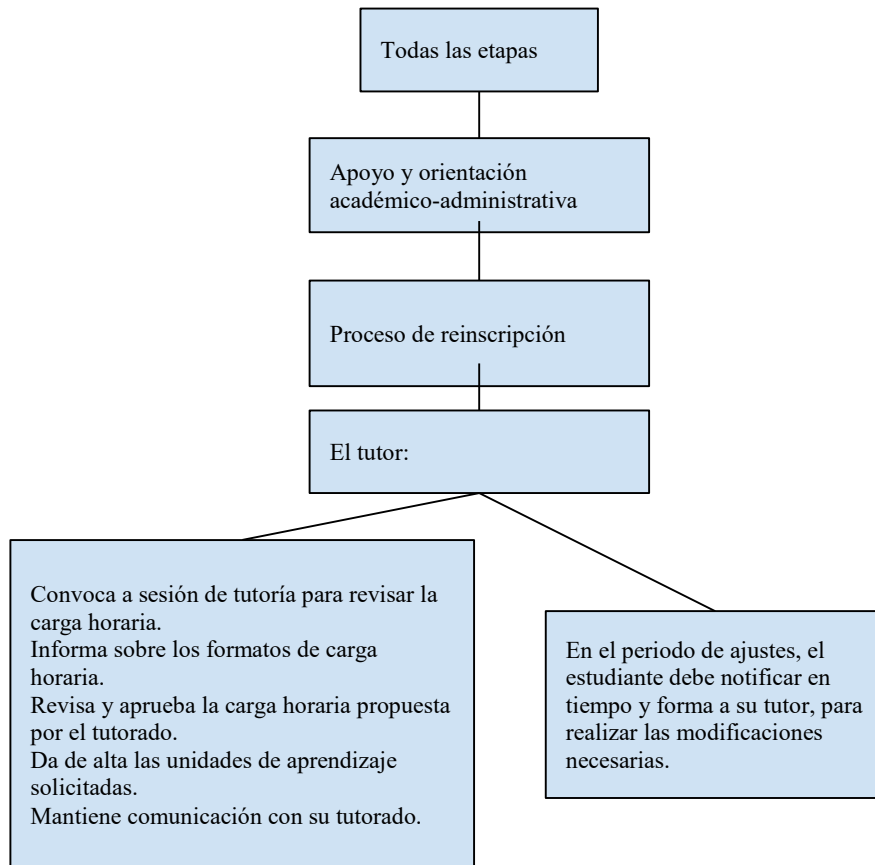 Todas las etapas
Apoyo y orientación
académico-administrativa
Proceso de reinscripción
El tutor:
Convoca a sesión de tutoría para revisar la
carga horaria.
Informa sobre los formatos de carga
horaria.
Revisa y aprueba la carga horaria propuesta
por el tutorado.
Da de alta las unidades de aprendizaje
solicitadas.
Mantiene comunicación con su tutorado.
En el periodo de ajustes, el
estudiante debe notificar en
tiempo y forma a su tutor, para
realizar las modificaciones
necesarias.